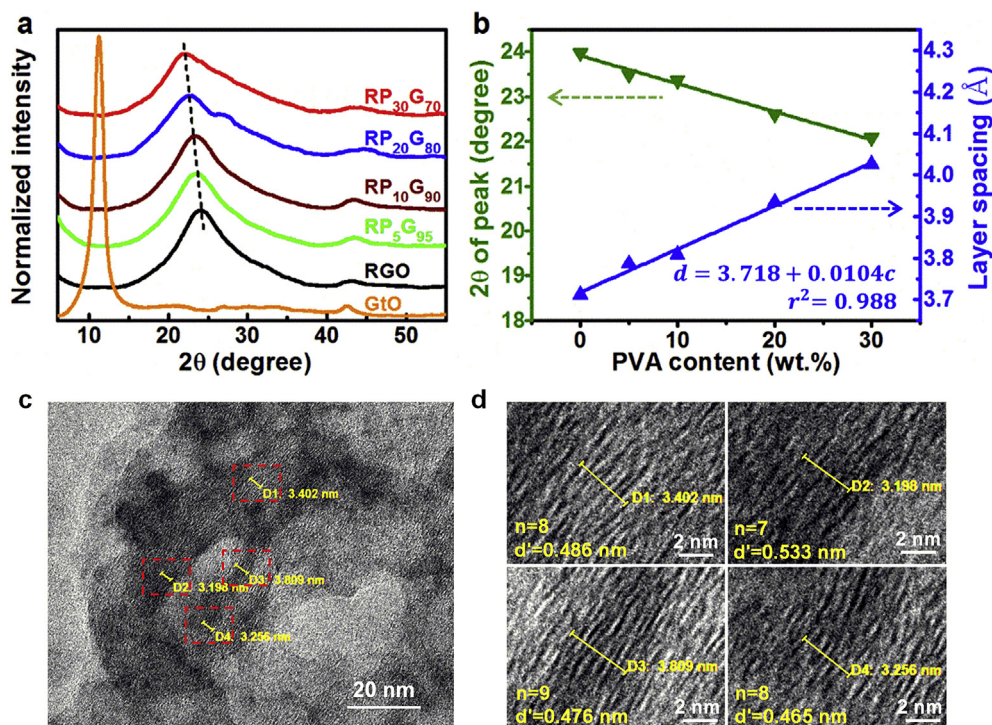 a
Normalized intensity
RP30G70
RP20G80
RP10G90
RP5G95
RGO
GtO
10 20 30 40 50
2θ (degree)
b
2θ of peak (degree)
24
23
22
21
20
19
18
4.3
4.2
4.1
4.0
3.9
3.8
3.7
Layer spacing (Å)
d = 3.718 + 0.0104c
r² = 0.988
0 10 20 30
PVA content (wt.%)
c
D1 3.402 nm
D2: 3.198 nm
D3: 3.809 nm
D4: 3.256 nm
20 nm
d
D1: 3.402 nm
n=8
d'=0.486 nm
2 nm
D2: 3.198 nm
n=7
d'=0.533 nm
2 nm
D3: 3.809 nm
n=9
d'=0.476 nm
2 nm
D4: 3.256 nm
n=8
d'=0.465 nm
2 nm